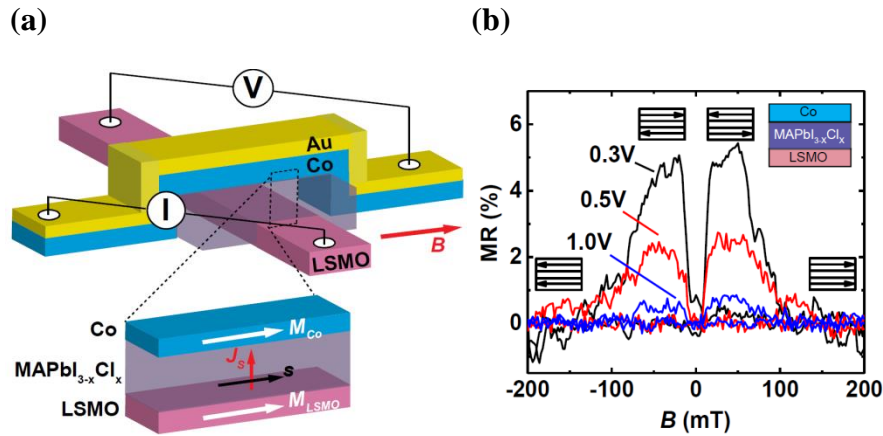 (a)
V
Au
Co
I
B
LSMO
Co
M_Co
J_S
s
MAPbI₃₋ₓClₓ
LSMO
M_LSMO
(b)
MR (%)
6
4
2
0
0.3V
0.5V
1.0V
Co
MAPbI₃₋ₓClₓ
LSMO
-200 -100 0 100 200
B (mT)